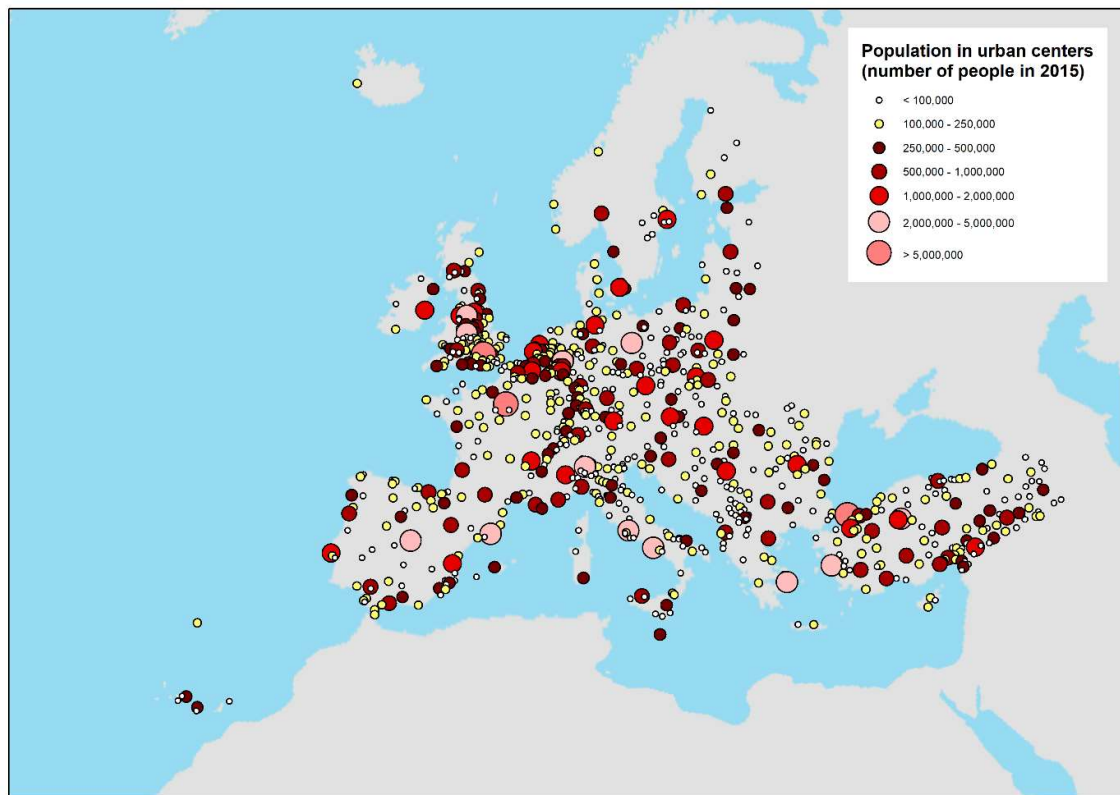 Population in urban centers
(number of people in 2015)
< 100,000
100,000 - 250,000
250,000 - 500,000
500,000 - 1,000,000
1,000,000 - 2,000,000
2,000,000 - 5,000,000
> 5,000,000